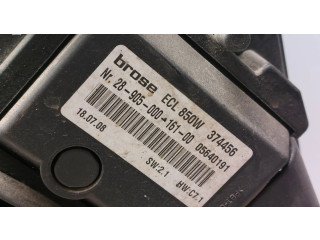 brose ECL 850W 374456
Nr. 28-905-000-161-00 05640191
18.07.08
SW:2.1 HW:C7.1